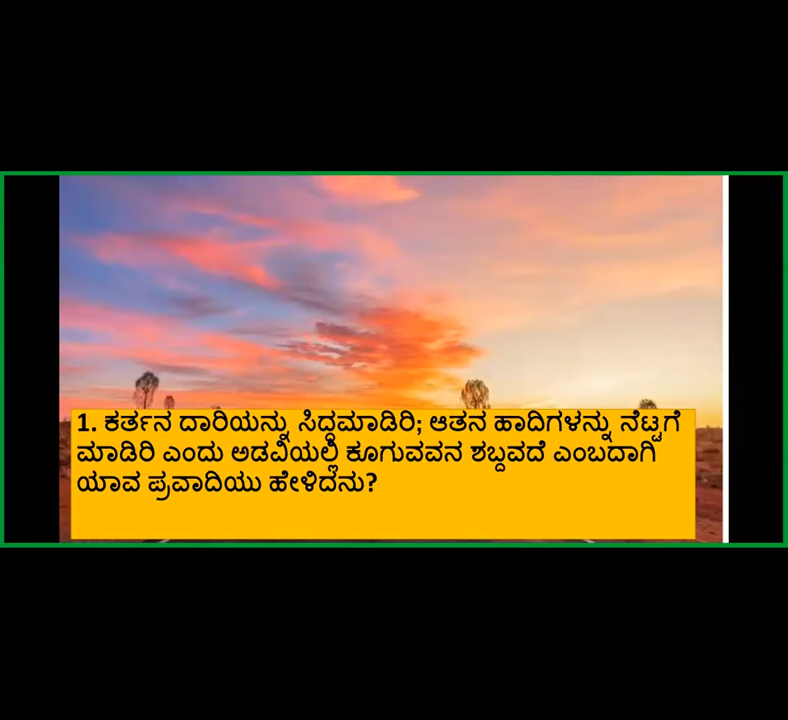 1. ಕರ್ತನ ದಾರಿಯನ್ನು ಸಿದ್ಧಮಾಡಿರಿ; ಆತನ ಹಾದಿಗಳನ್ನು ನೆಟ್ಟಗೆ
ಮಾಡಿರಿ ಎಂದು ಅಡವಿಯಲ್ಲಿ ಕೂಗುವವನ ಶಬ್ದವದೆ ಎಂಬದಾಗಿ
ಯಾವ ಪ್ರವಾದಿಯು ಹೇಳಿದನು?